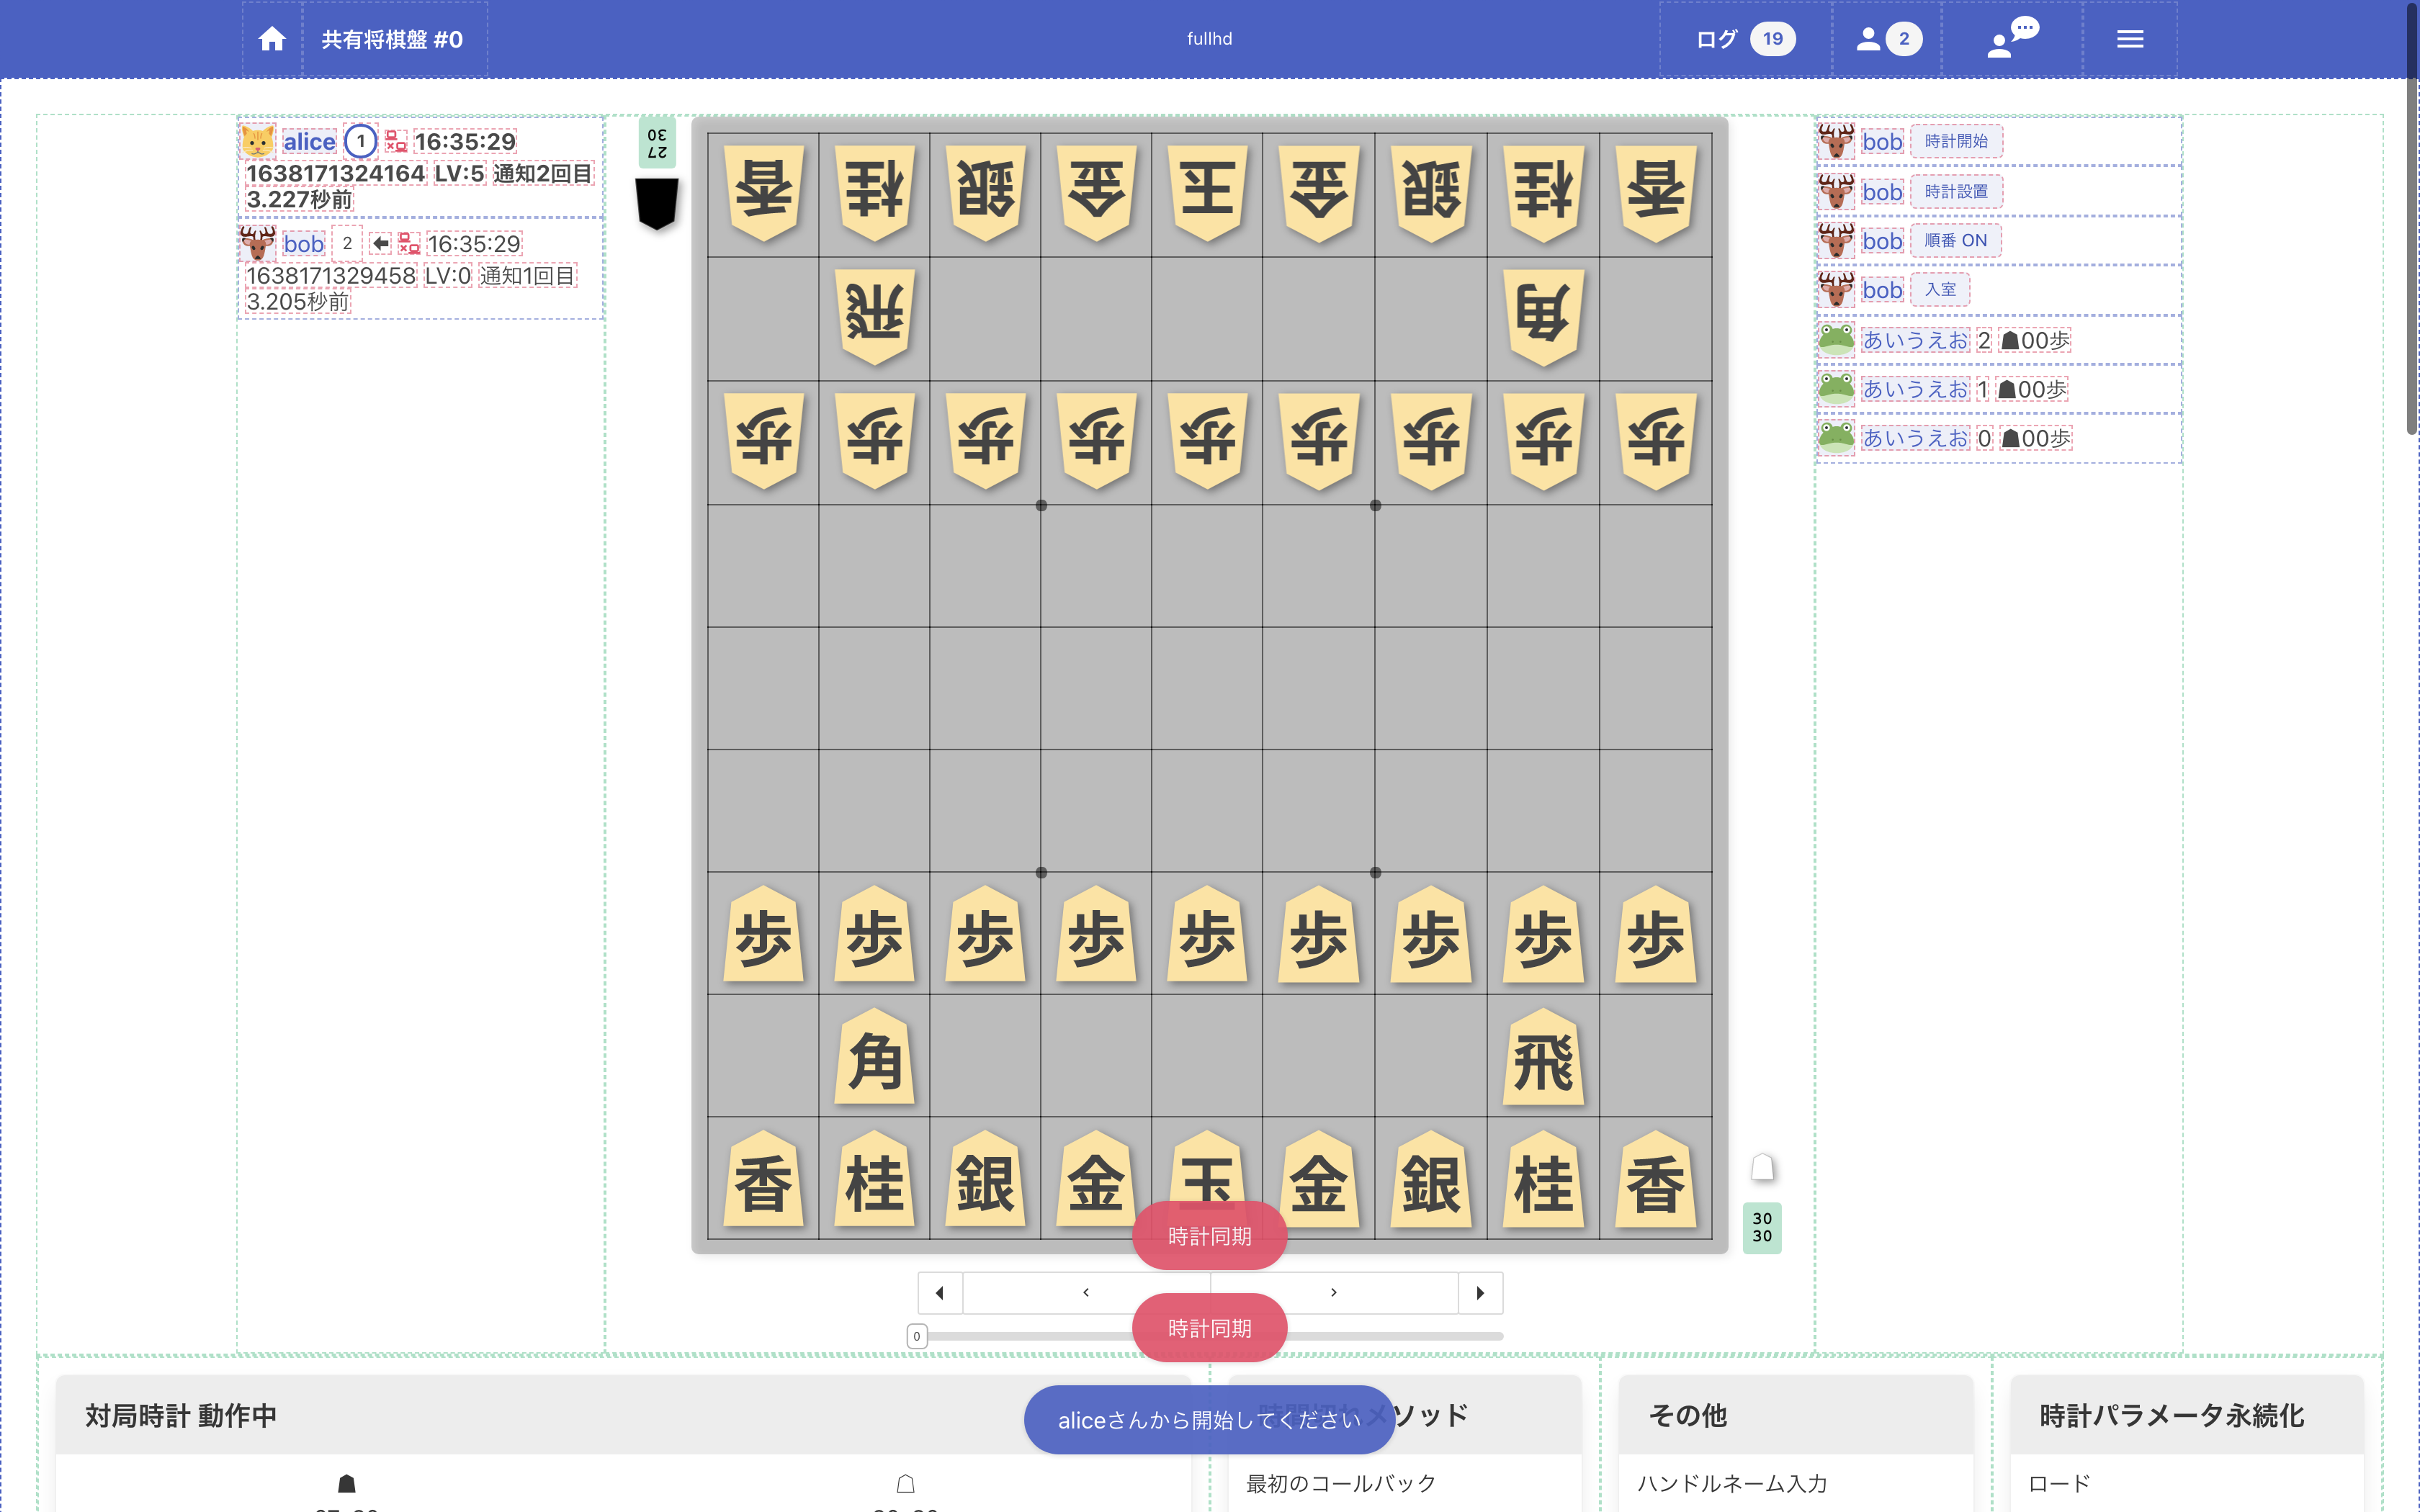 共有将棋盤 #0
fullhd
ログ 19
2
alice 1 16:35:29
1638171324164 LV:5 通知2回目
3.227秒前
bob 2 16:35:29
1638171329458 LV:0 通知1回目
3.205秒前
27
30
香 桂 銀 金 玉 金 銀 桂 香
飛 角
歩 歩 歩 歩 歩 歩 歩 歩 歩
歩 歩 歩 歩 歩 歩 歩 歩 歩
角 飛
香 桂 銀 金 玉 金 銀 桂 香
30
30
bob 時計開始
bob 時計設置
bob 順番 ON
bob 入室
あいうえお 2 ☗00歩
あいうえお 1 ☗00歩
あいうえお 0 ☗00歩
時計同期
時計同期
0
aliceさんから開始してください
対局時計 動作中
メソッド
その他
時計パラメータ永続化
☗
☖
最初のコールバック
ハンドルネーム入力
ロード